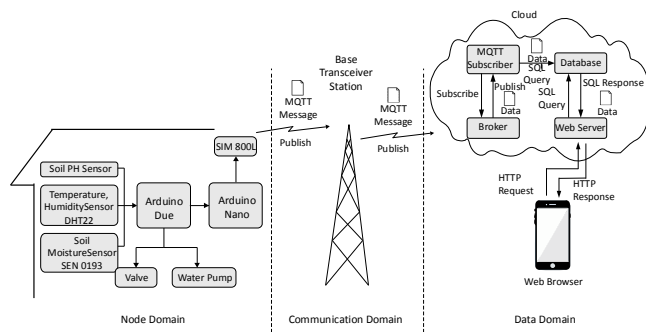 Cloud
Base
Transceiver
Station
MQTT
Subscriber
Data
SQL
Query
Database
Subscribe
Publish
Data
SQL
Query
SQL Response
Data
Broker
Web Server
MQTT
Message
Publish
MQTT
Message
Publish
SIM 800L
Soil PH Sensor
Temperature,
HumiditySensor
DHT22
Arduino
Due
Arduino
Nano
Soil
MoistureSensor
SEN 0193
Valve
Water Pump
HTTP
Request
HTTP
Response
Web Browser
Node Domain
Communication Domain
Data Domain